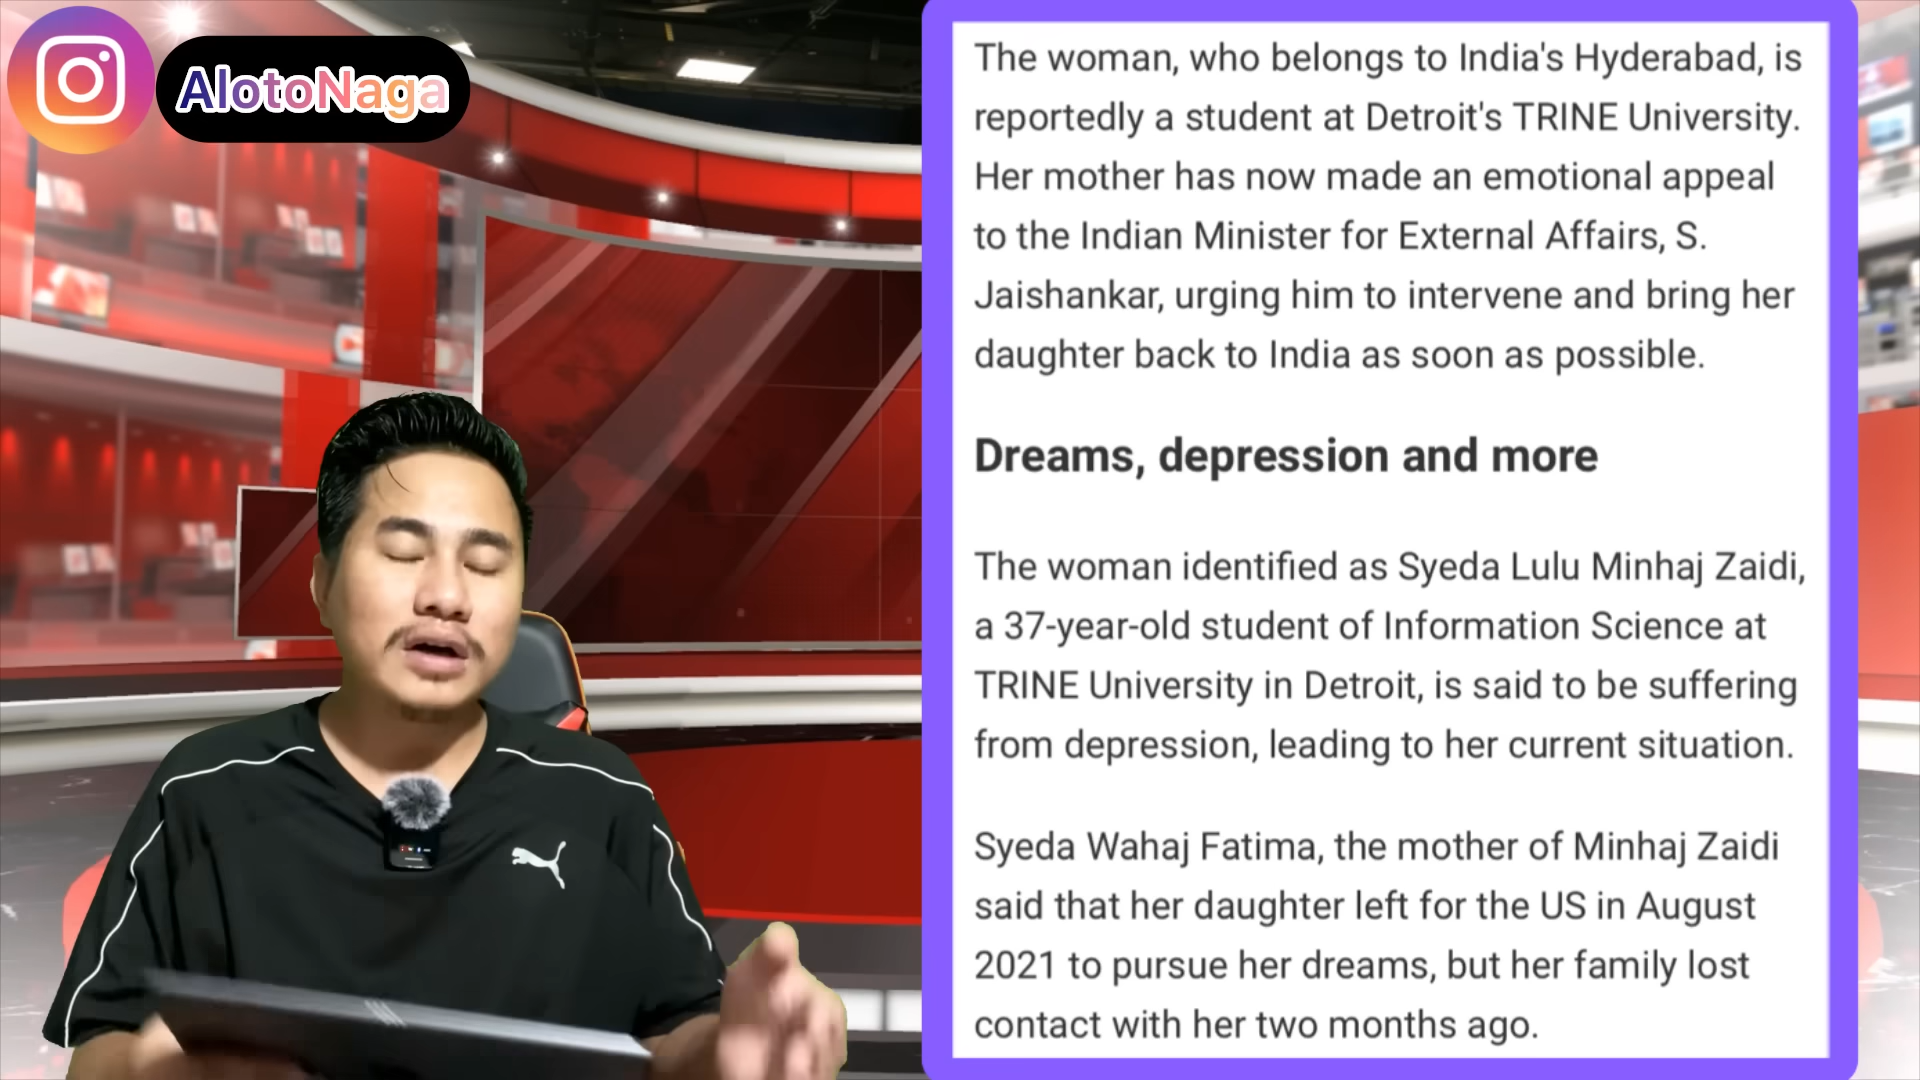 AlotoNaga
The woman, who belongs to India's Hyderabad, is
reportedly a student at Detroit's TRINE University.
Her mother has now made an emotional appeal
to the Indian Minister for External Affairs, S.
Jaishankar, urging him to intervene and bring her
daughter back to India as soon as possible.
Dreams, depression and more
The woman identified as Syeda Lulu Minhaj Zaidi,
a 37-year-old student of Information Science at
TRINE University in Detroit, is said to be suffering
from depression, leading to her current situation.
Syeda Wahaj Fatima, the mother of Minhaj Zaidi
said that her daughter left for the US in August
2021 to pursue her dreams, but her family lost
contact with her two months ago.